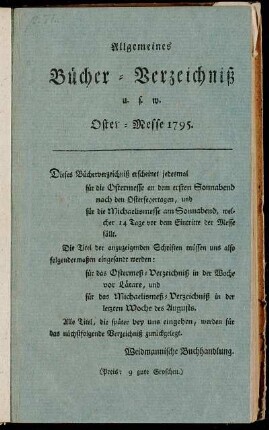 Allgemeines
Bücher-Verzeichniß
u. s. w.
Oster-Messe 1795.
Dieses Bücherverzeichniß erscheinet jedesmal
für die Ostermesse an dem ersten Sonnabend
nach den Osterfeyertagen, und
für die Michaelismesse am Sonnabend, wel-
cher 14 Tage vor dem Eintritte der Messe
fällt.
Die Titel der anzuzeigenden Schriften müssen uns also
folgendermaßen eingesandt werden:
für das Ostermeß-Verzeichniß in der Woche
vor Lätare, und
für das Michaelismeß-Verzeichniß in der
letzten Woche des Augusts.
Alle Titel, die später bey uns eingehen, werden für
das nächstfolgende Verzeichniß zurückgelegt.
Weidmannische Buchhandlung.
(Preis: 9 gute Groschen.)